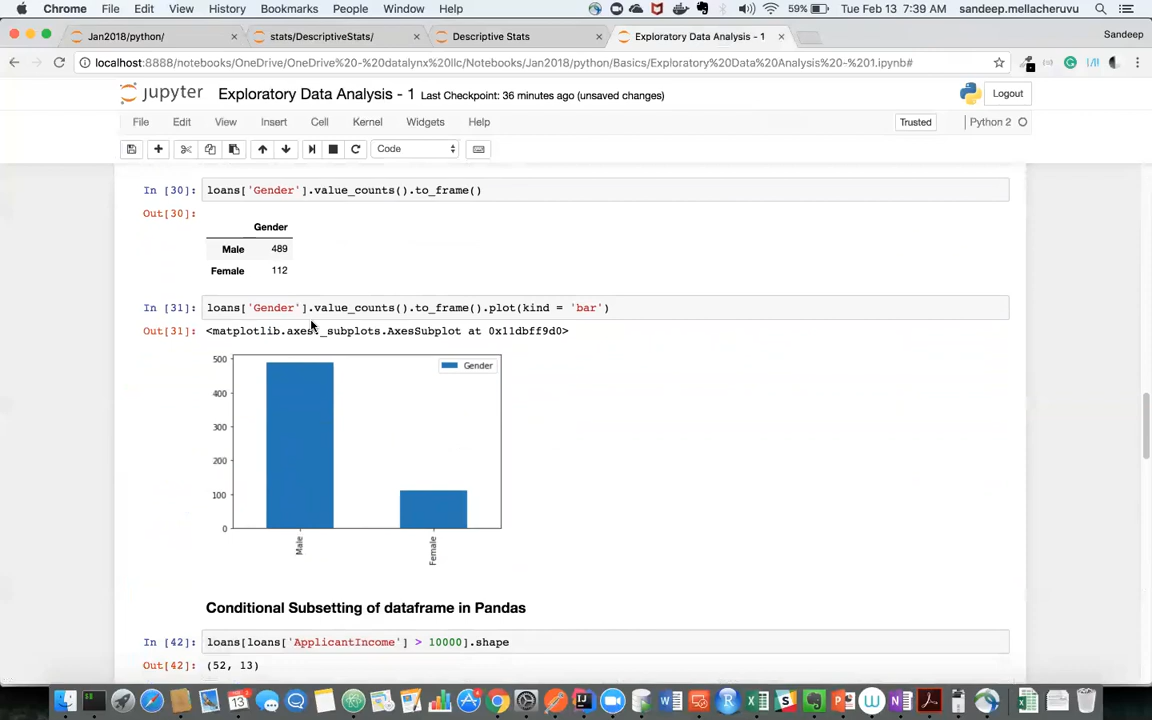 Chrome File Edit View History Bookmarks People Window Help 59% Tue Feb 13 7:39 AM sandeep.mellacheruvu
Jan2018/python/ stats/DescriptiveStats/ Descriptive Stats Exploratory Data Analysis - 1 Sandeep
localhost:8888/notebooks/OneDrive/OneDrive%20-%20datalynx%20llc/Notebooks/Jan2018/python/Basics/Exploratory%20Data%20Analysis%20-%201.ipynb#
jupyter Exploratory Data Analysis - 1 Last Checkpoint: 36 minutes ago (unsaved changes) Logout
File Edit View Insert Cell Kernel Widgets Help Trusted Python 2
Code
In [30]: loans['Gender'].value_counts().to_frame()
Out[30]:
Gender
Male 489
Female 112
In [31]: loans['Gender'].value_counts().to_frame().plot(kind = 'bar')
Out[31]: <matplotlib.axes._subplots.AxesSubplot at 0x11dbff9d0>
500
Gender
400
300
200
100
0
Male Female
Conditional Subsetting of dataframe in Pandas
In [42]: loans[loans['ApplicantIncome'] > 10000].shape
Out[42]: (52, 13)